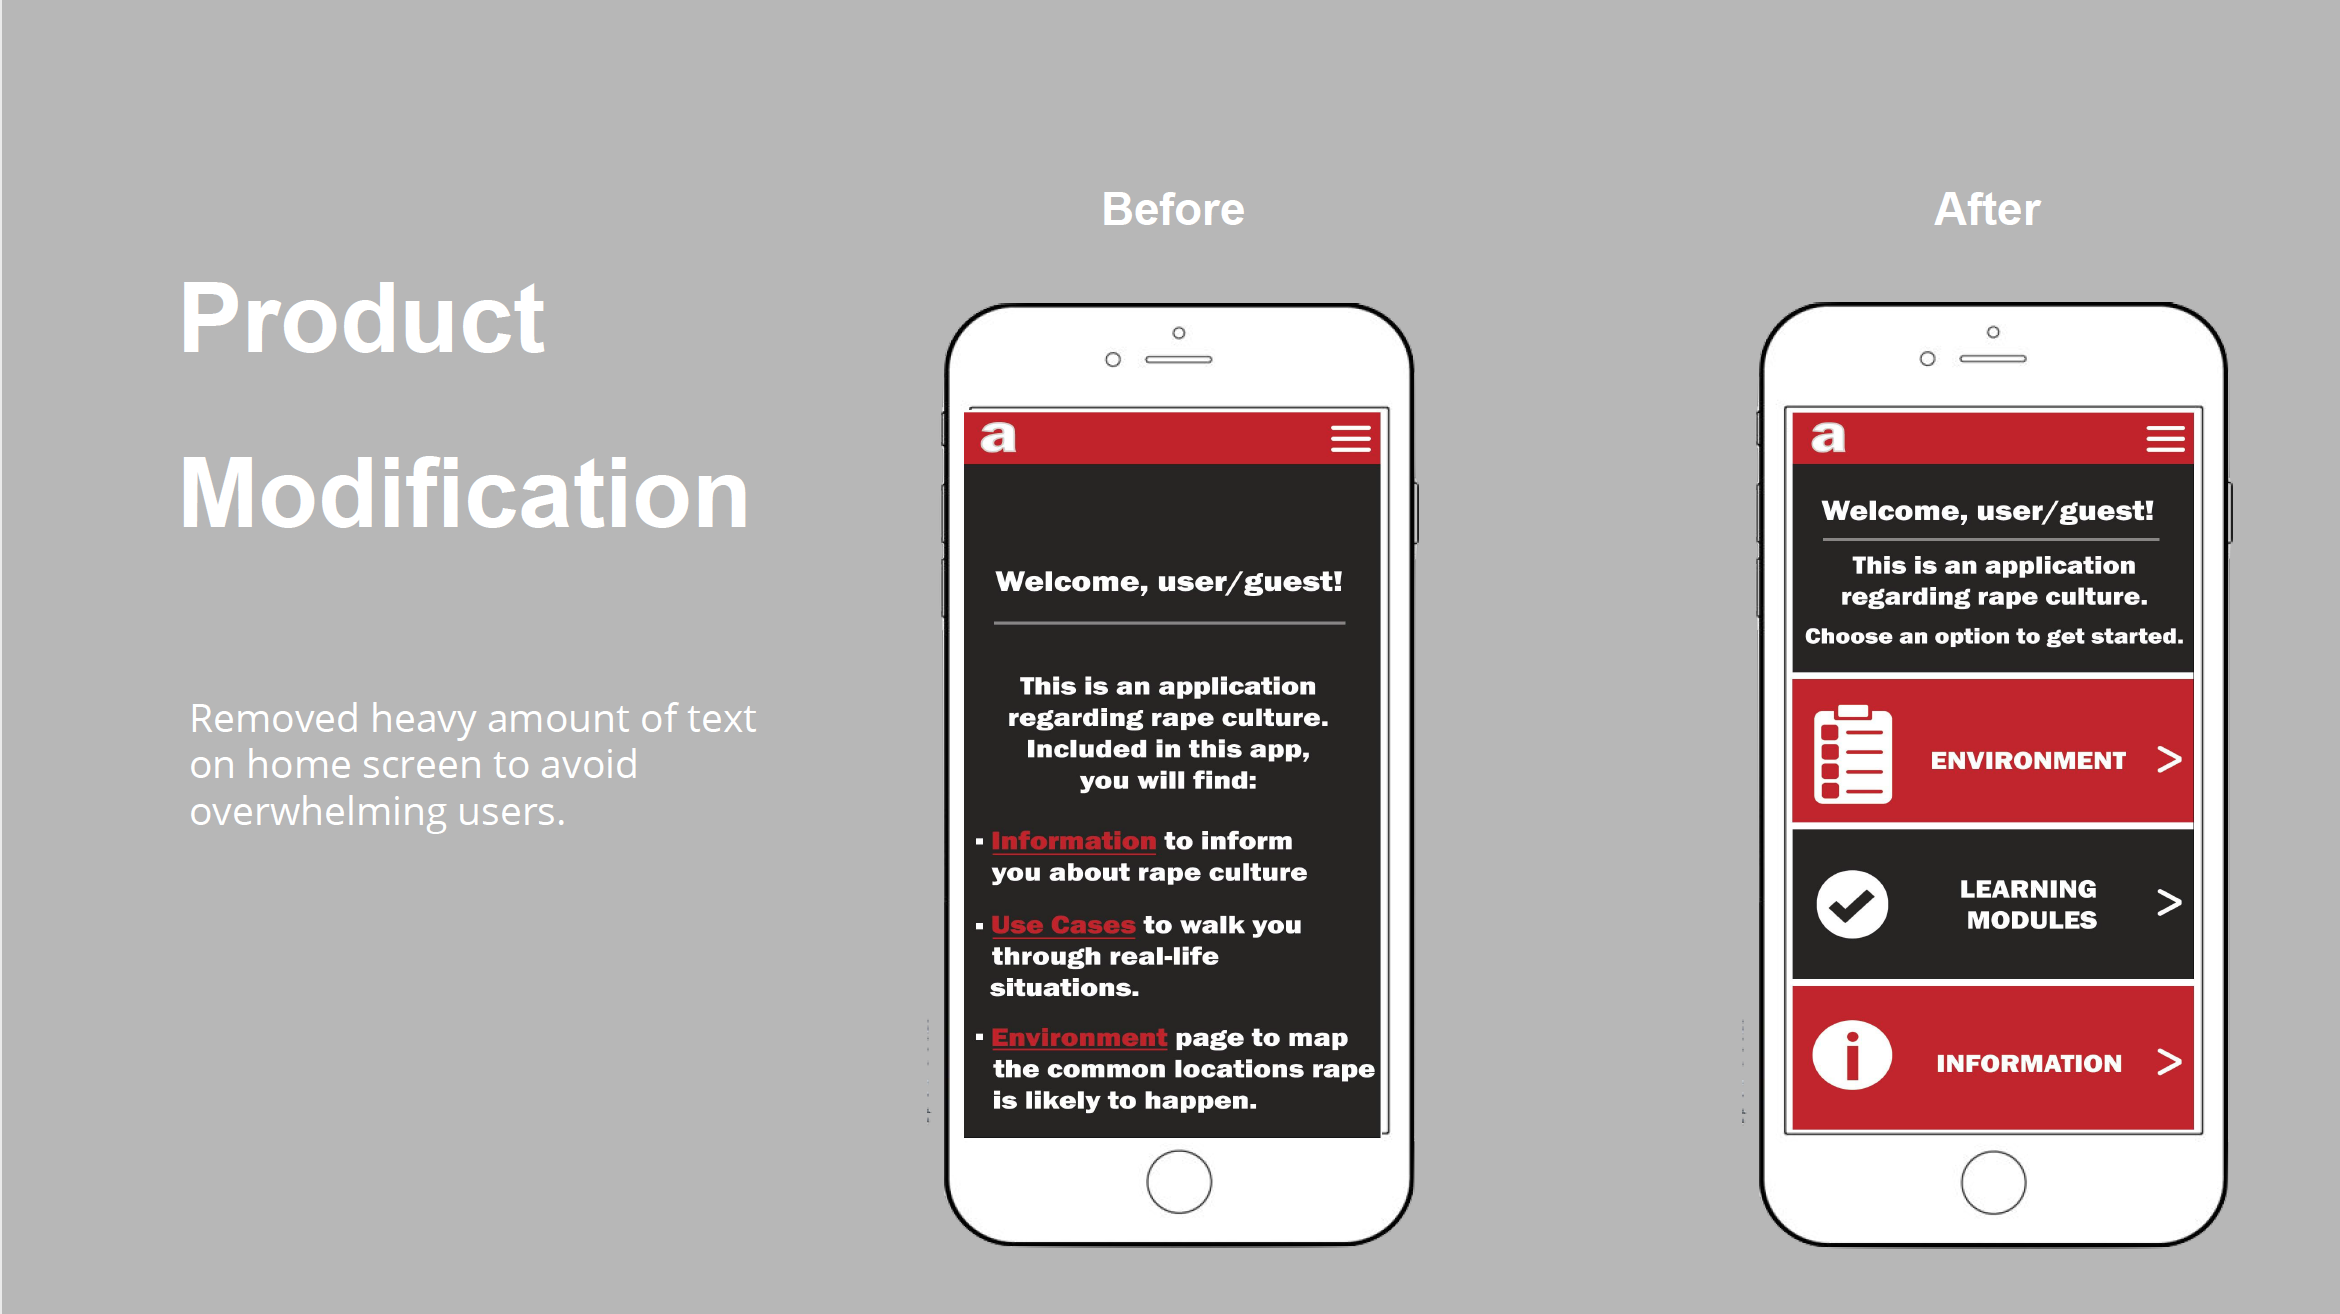 Product
Modification
Removed heavy amount of text
on home screen to avoid
overwhelming users.
Before
a
Welcome, user/guest!
This is an application
regarding rape culture.
Included in this app,
you will find:
▪ Information to inform
you about rape culture
▪ Use Cases to walk you
through real-life
situations.
▪ Environment page to map
the common locations rape
is likely to happen.
After
a
Welcome, user/guest!
This is an application
regarding rape culture.
Choose an option to get started.
ENVIRONMENT >
LEARNING
MODULES >
i
INFORMATION >